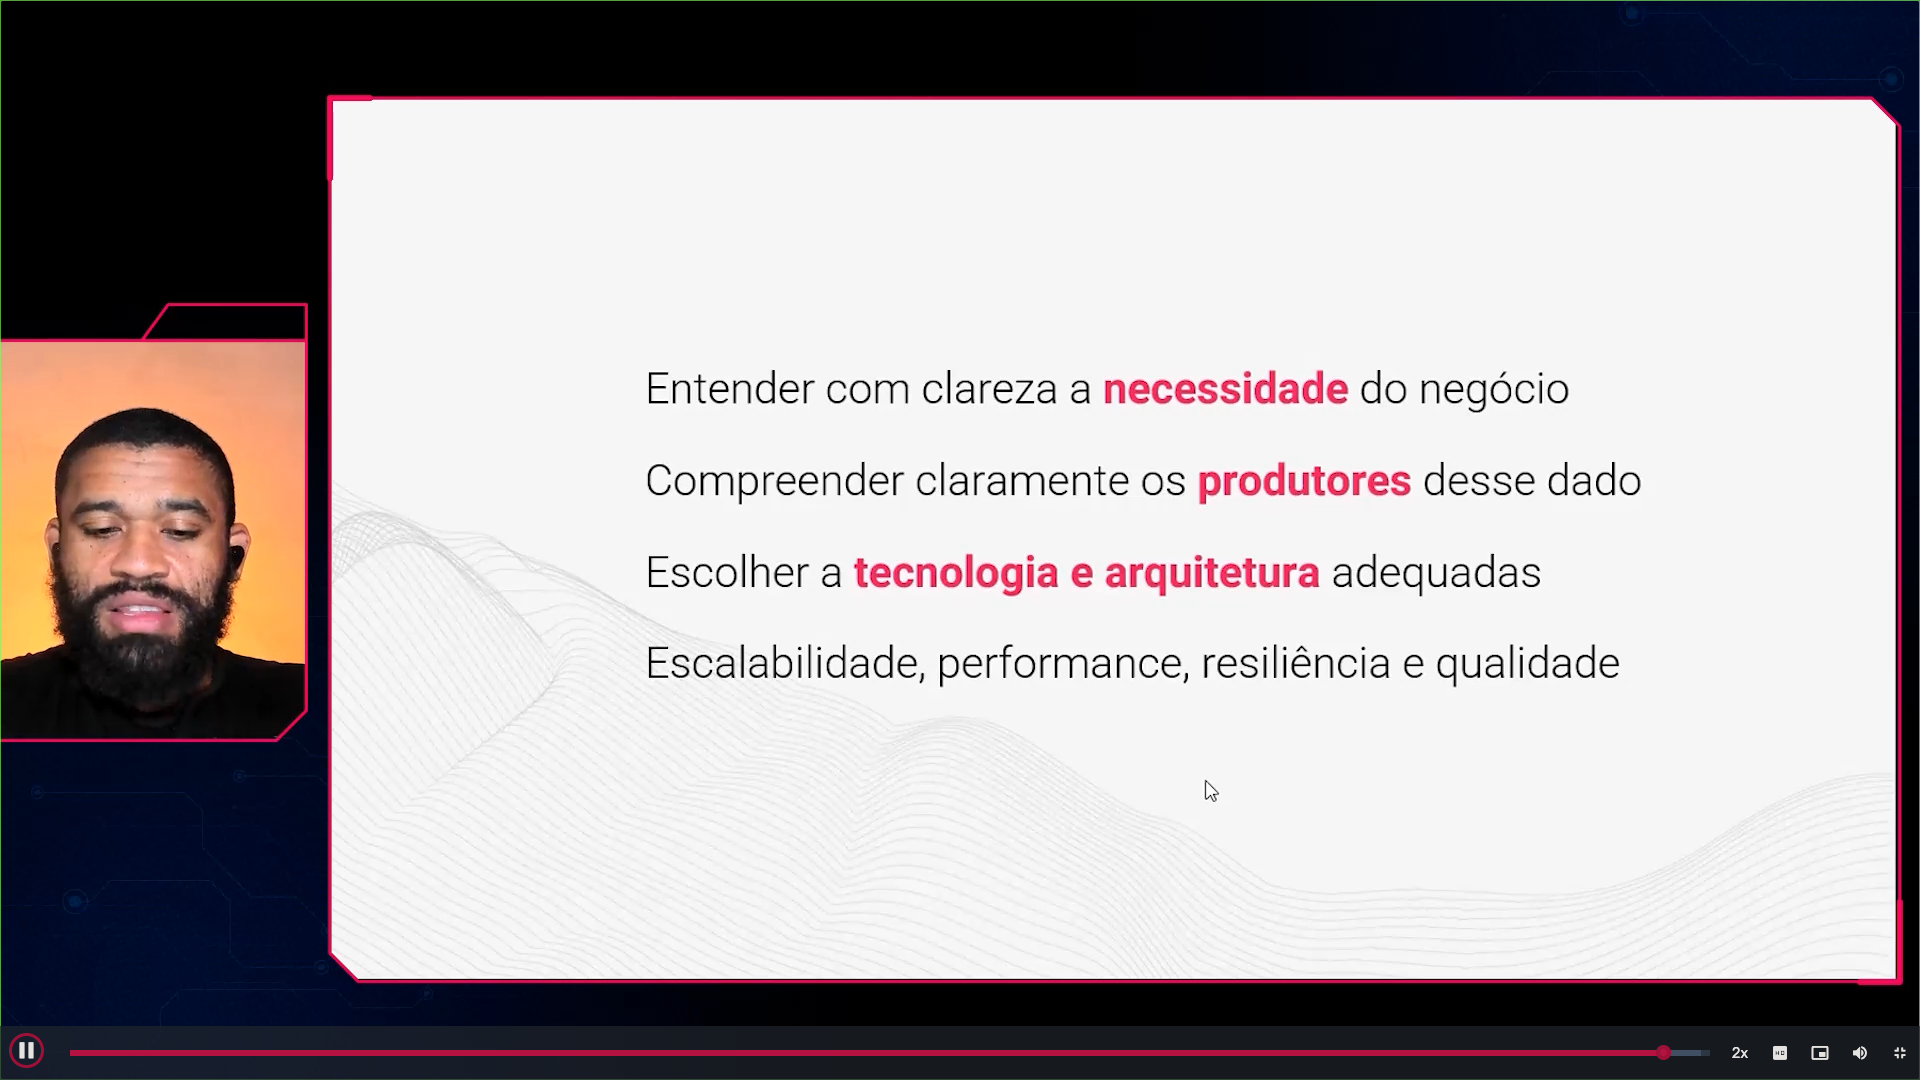 Entender com clareza a necessidade do negócio
Compreender claramente os produtores desse dado
Escolher a tecnologia e arquitetura adequadas
Escalabilidade, performance, resiliência e qualidade
2x